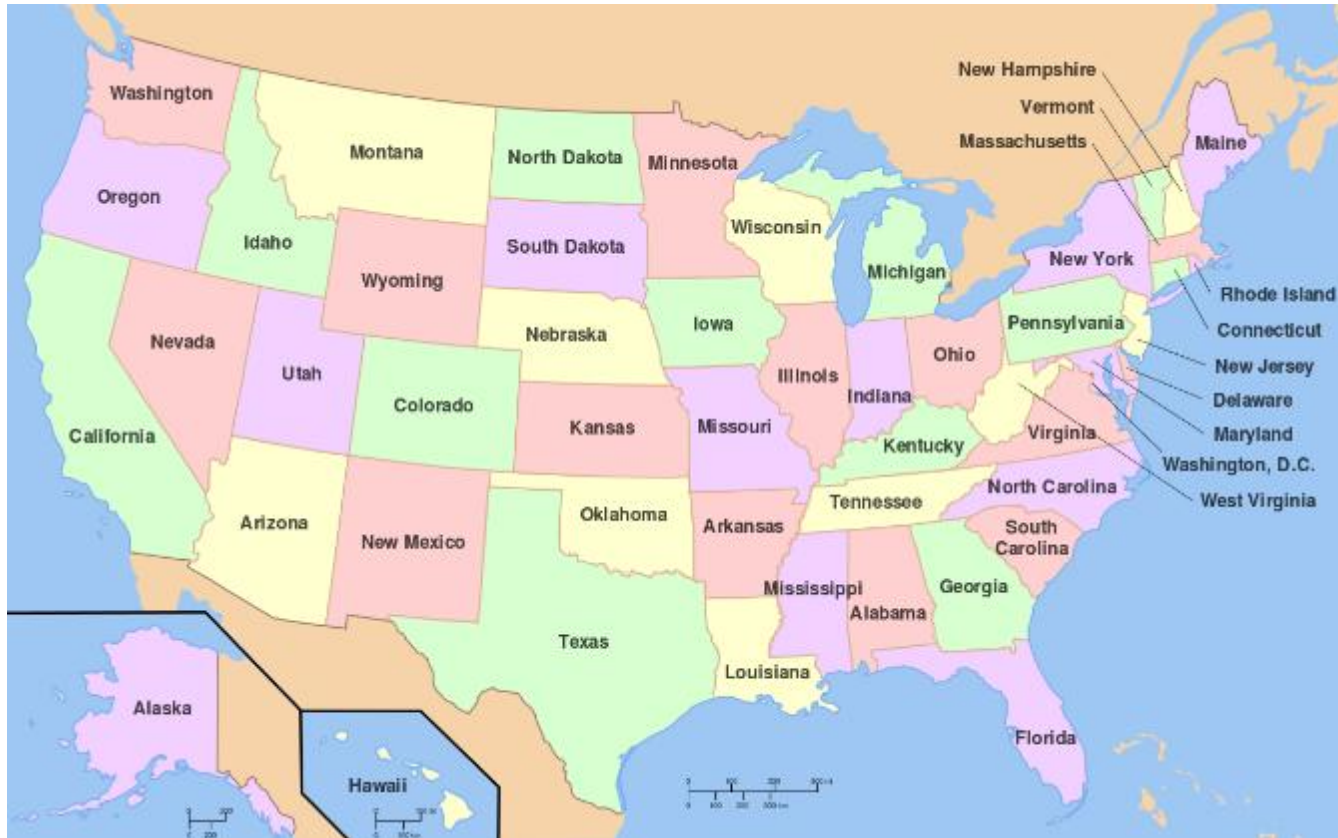 New Hampshire
Vermont
Massachusetts
Washington
Montana
North Dakota
Minnesota
Maine
Oregon
Idaho
Wyoming
South Dakota
Wisconsin
Michigan
New York
Rhode Island
Connecticut
New Jersey
Delaware
Maryland
Washington, D.C.
West Virginia
Nevada
Utah
Colorado
Nebraska
Iowa
Illinois
Indiana
Ohio
Pennsylvania
California
Kansas
Missouri
Kentucky
Virginia
Arizona
New Mexico
Oklahoma
Arkansas
Tennessee
North Carolina
South
Carolina
Texas
Louisiana
Mississippi
Alabama
Georgia
Florida
Alaska
Hawaii